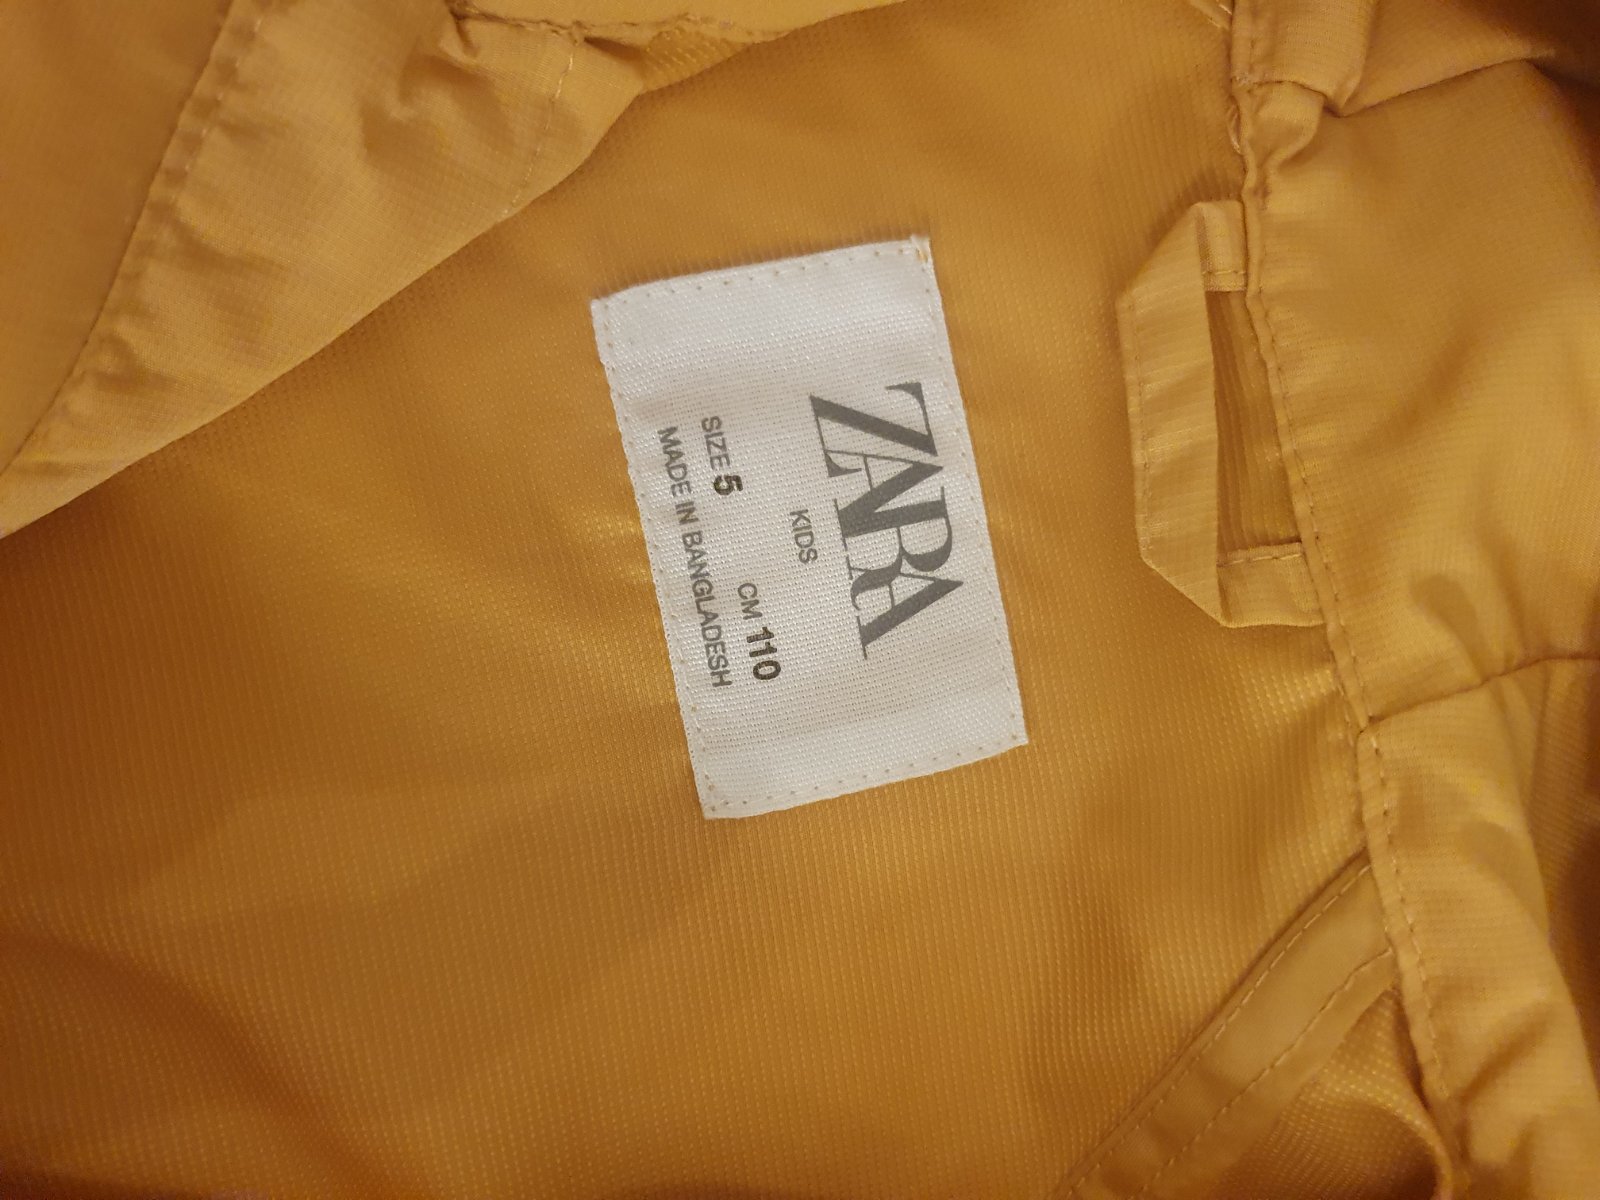 ZARA
KIDS
SIZE 5 CM 110
MADE IN BANGLADESH